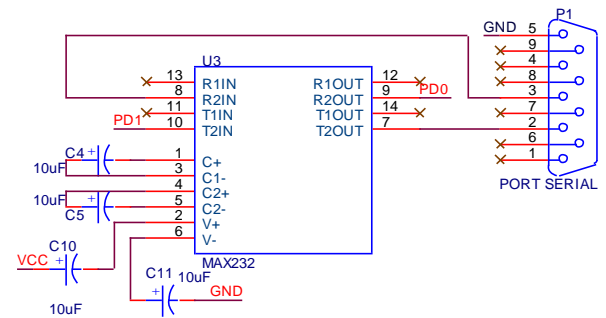 P1
GND 5
9
4
8
3
7
2
6
1
PORT SERIAL
U3
13 R1IN R1OUT 12
8 R2IN R2OUT 9 PD0
11 T1IN T1OUT 14
PD1 10 T2IN T2OUT 7
C4 + 1 C+
10uF 3 C1-
10uF 4 C2+
C5 + 5 C2-
2 V+
6 V-
MAX232
C10
VCC +
10uF
C11 10uF
+ GND